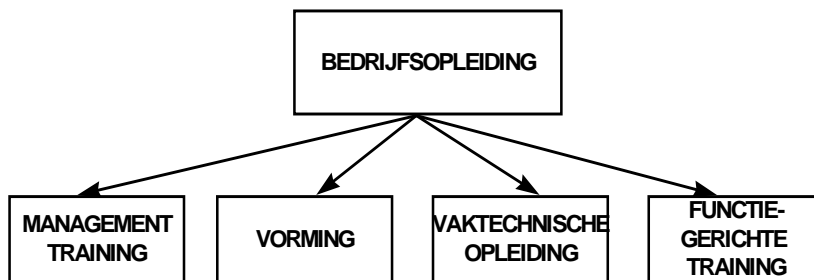 BEDRIJFSOPLEIDING
MANAGEMENT
TRAINING
VORMING
VAKTECHNISCHE
OPLEIDING
FUNCTIE-
GERICHTE
TRAINING